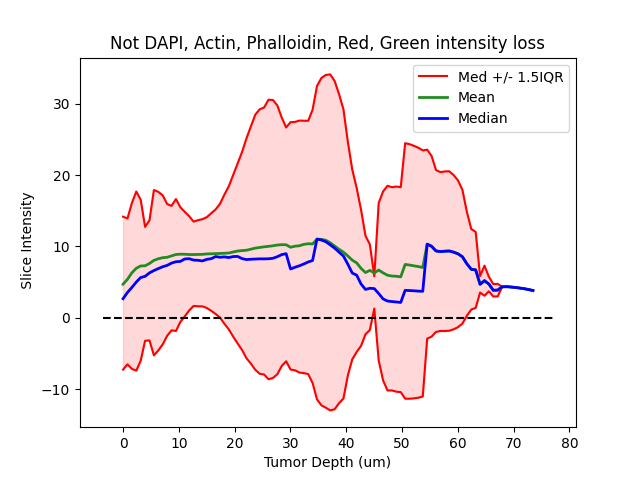 Not DAPI, Actin, Phalloidin, Red, Green intensity loss
Med +/- 1.5IQR
Mean
Median
Slice Intensity
30
20
10
0
−10
0 10 20 30 40 50 60 70 80
Tumor Depth (um)